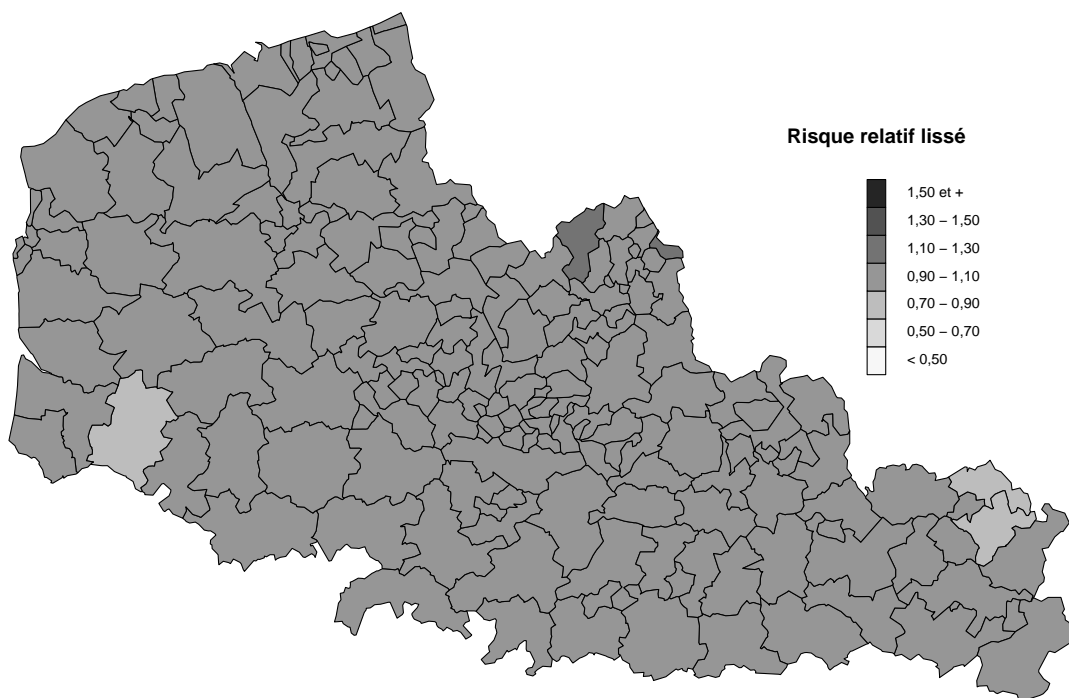 Risque relatif lissé
1,50 et +
1,30 – 1,50
1,10 – 1,30
0,90 – 1,10
0,70 – 0,90
0,50 – 0,70
< 0,50